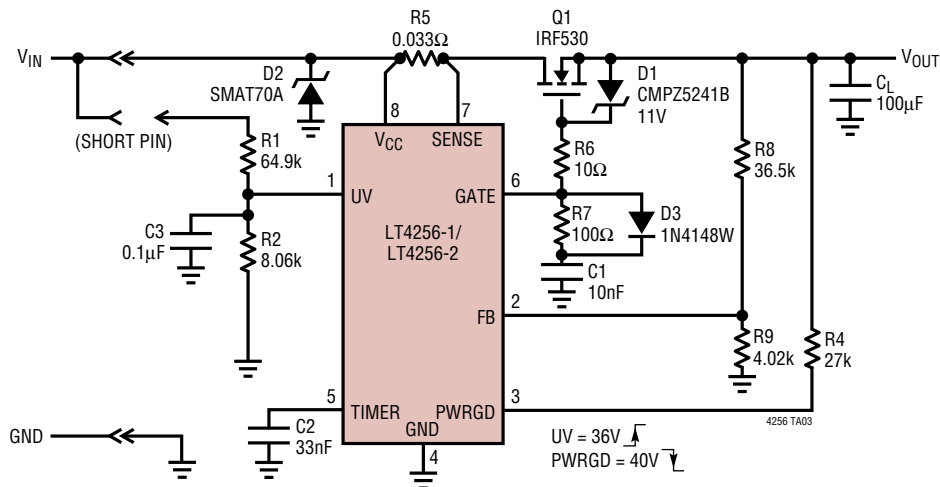 R5
0.033Ω
Q1
IRF530
VIN
VOUT
D2
SMAT70A
D1
CMPZ5241B
11V
CL
100µF
(SHORT PIN)
8
7
VCC
SENSE
R1
64.9k
R6
10Ω
R8
36.5k
1
UV
GATE
6
LT4256-1/
LT4256-2
R7
100Ω
D3
1N4148W
C3
0.1µF
R2
8.06k
C1
10nF
FB
2
R9
4.02k
R4
27k
5
TIMER
PWRGD
3
GND
4
C2
33nF
GND
UV = 36V
PWRGD = 40V
4256 TA03